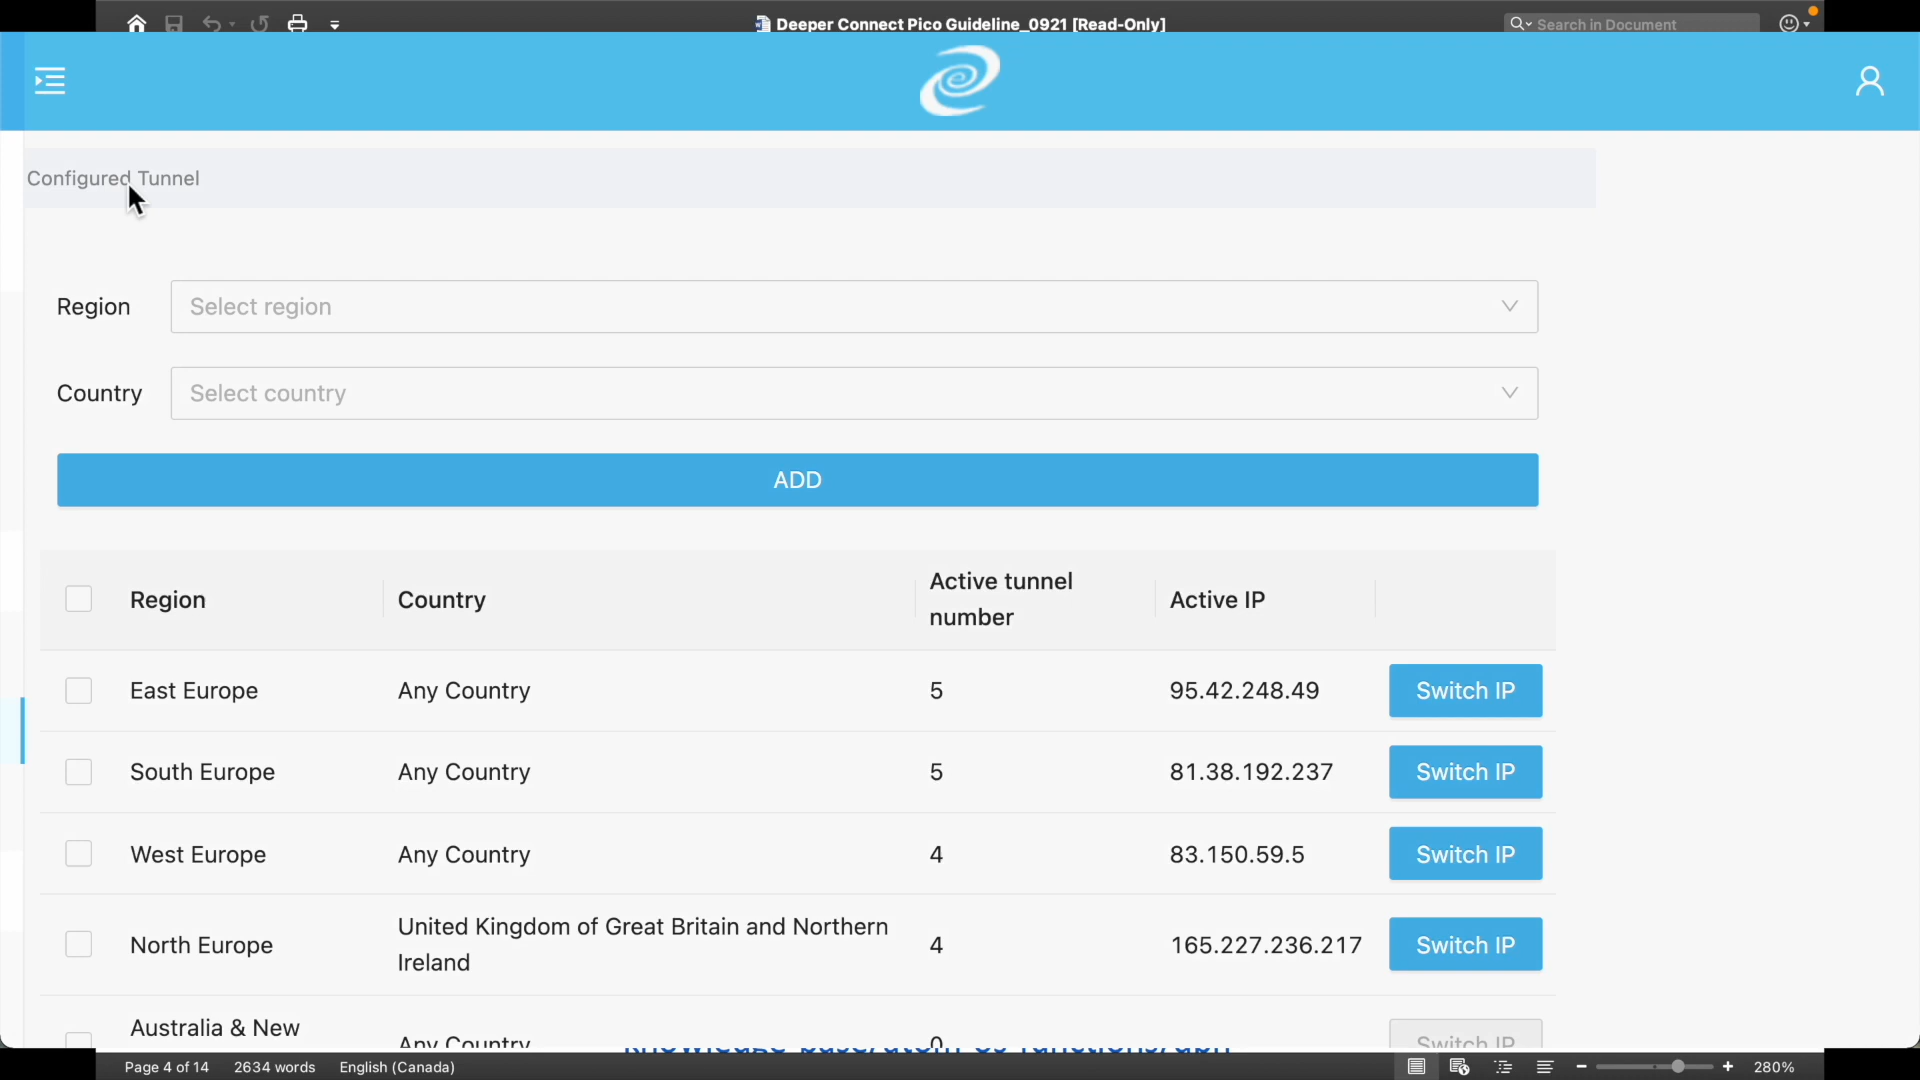 Deeper Connect Pico Guideline_0921 [Read-Only]
Search in Document
Configured Tunnel
Region
Select region
Country
Select country
ADD
Region Country Active tunnel number Active IP
East Europe Any Country 5 95.42.248.49 Switch IP
South Europe Any Country 5 81.38.192.237 Switch IP
West Europe Any Country 4 83.150.59.5 Switch IP
North Europe United Kingdom of Great Britain and Northern Ireland 4 165.227.236.217 Switch IP
Australia & New
Any Country 0 Switch IP
Page 4 of 14 2634 words English (Canada) 280%